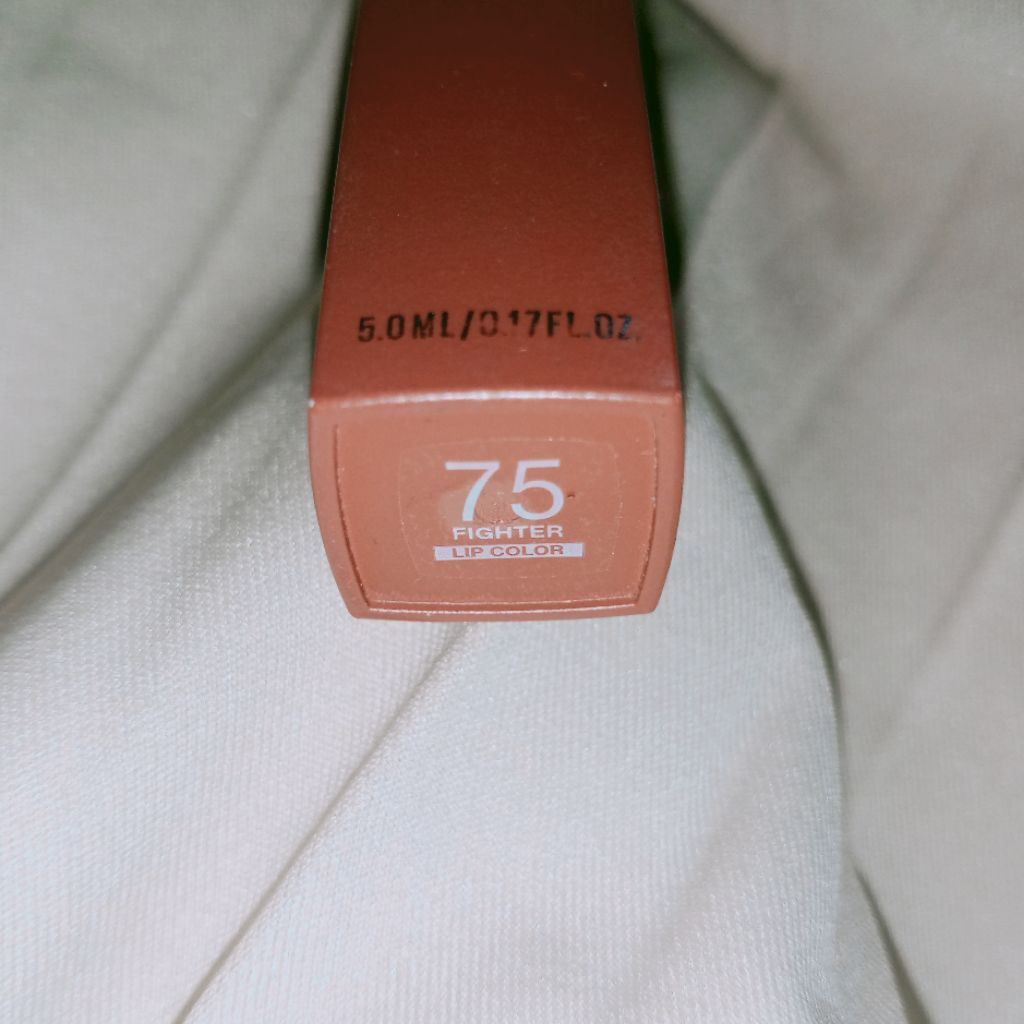 5.0ML/0.17FL.OZ.
75
FIGHTER
LIP COLOR